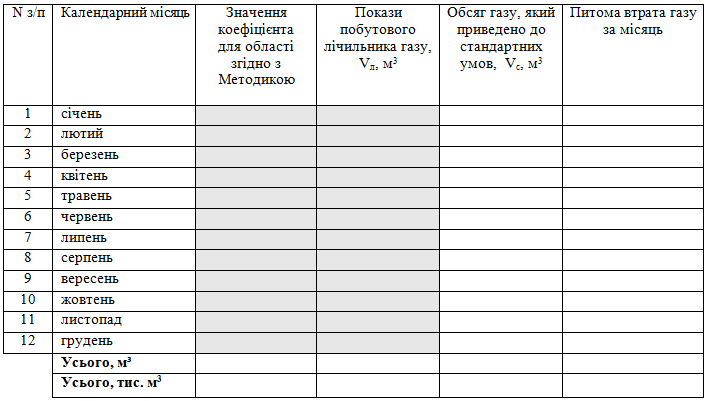 N з/п
Календарний місяць
Значення
коефіцієнта
для області
згідно з
Методикою
Покази
побутового
лічильника газу,
Vл, м³
Обсяг газу, який
приведено до
стандартних
умов, Vс, м³
Питома втрата газу
за місяць
1 січень
2 лютий
3 березень
4 квітень
5 травень
6 червень
7 липень
8 серпень
9 вересень
10 жовтень
11 листопад
12 грудень
Усього, м³
Усього, тис. м³